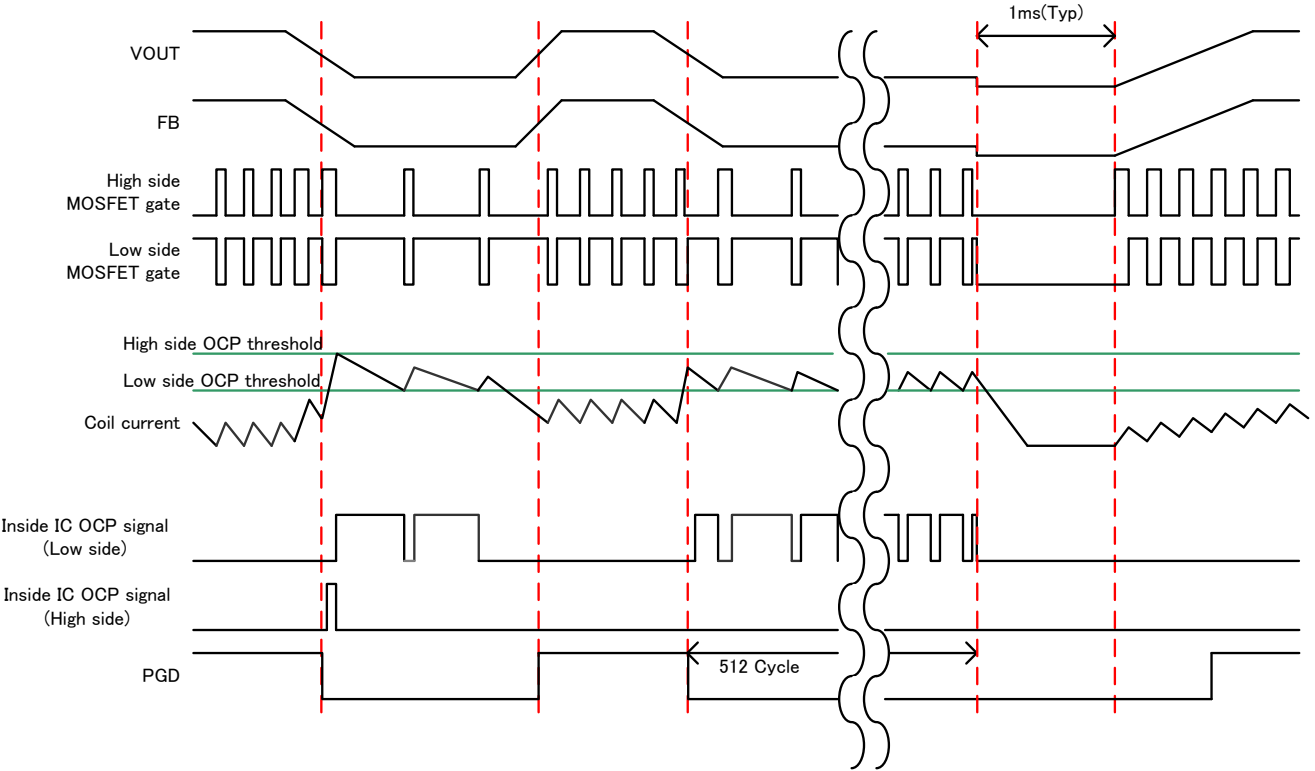 1ms(Typ)
VOUT
FB
High side
MOSFET gate
Low side
MOSFET gate
High side OCP threshold
Low side OCP threshold
Coil current
Inside IC OCP signal
(Low side)
Inside IC OCP signal
(High side)
512 Cycle
PGD